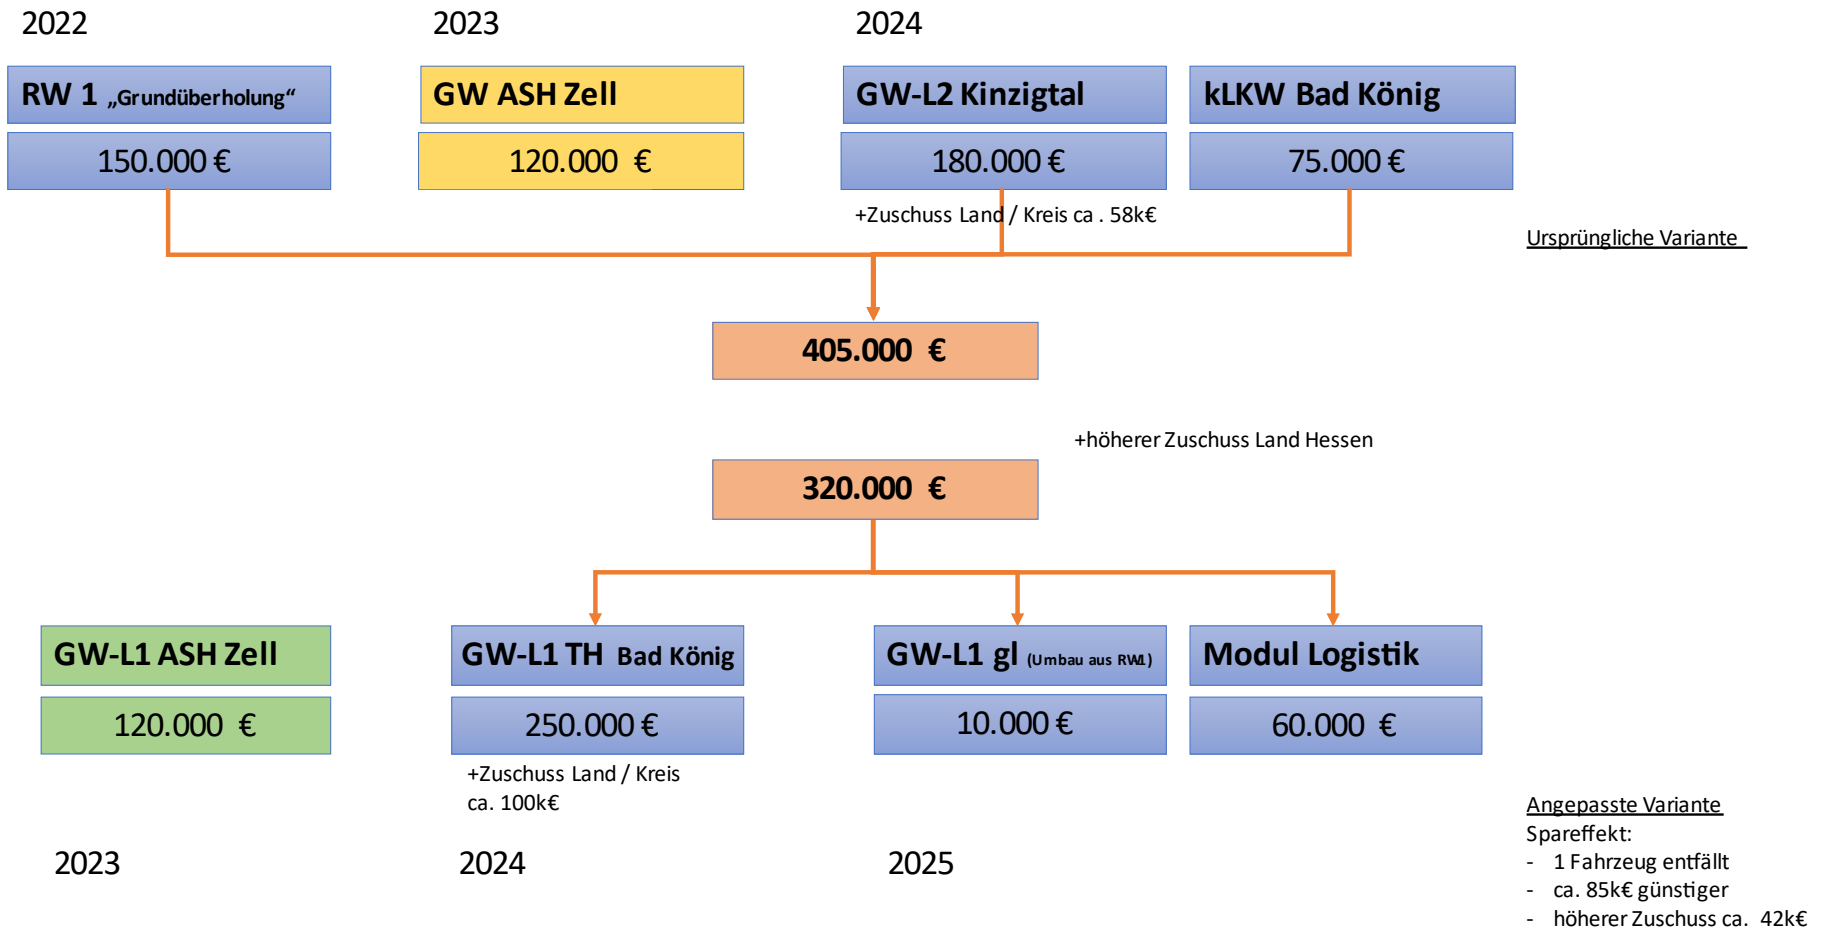 2022
2023
2024
RW 1 „Grundüberholung“
GW ASH Zell
GW-L2 Kinzigtal
kLKW Bad König
150.000 €
120.000 €
180.000 €
75.000 €
+Zuschuss Land / Kreis ca . 58k€
Ursprüngliche Variante
405.000 €
+höherer Zuschuss Land Hessen
320.000 €
GW-L1 ASH Zell
GW-L1 TH Bad König
GW-L1 gl (Umbau aus RW1)
Modul Logistik
120.000 €
250.000 €
10.000 €
60.000 €
+Zuschuss Land / Kreis
ca. 100k€
Angepasste Variante
Spareffekt:
- 1 Fahrzeug entfällt
- ca. 85k€ günstiger
- höherer Zuschuss ca. 42k€
2023
2024
2025